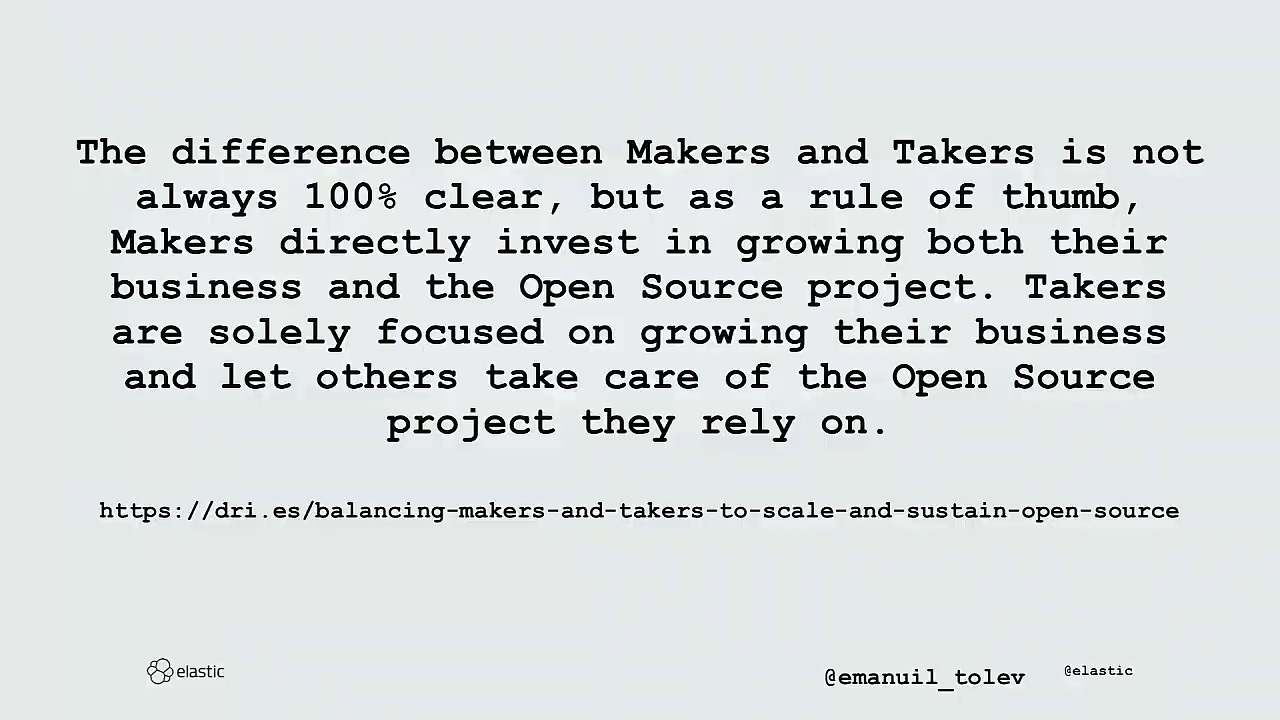 The difference between Makers and Takers is not
always 100% clear, but as a rule of thumb,
Makers directly invest in growing both their
business and the Open Source project. Takers
are solely focused on growing their business
and let others take care of the Open Source
project they rely on.
https://dri.es/balancing-makers-and-takers-to-scale-and-sustain-open-source
elastic
@emanuil_tolev
@elastic